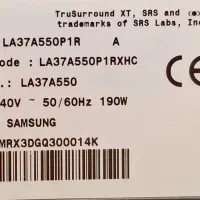 TruSurround XT, SRS and
trademarks of SRS Labs, Inc
LA37A550P1R A
ode : LA37A550P1RXHC
.: LA37A550
40V ~ 50/60Hz 190W
SAMSUNG
MRX3DGQ300014K
CE